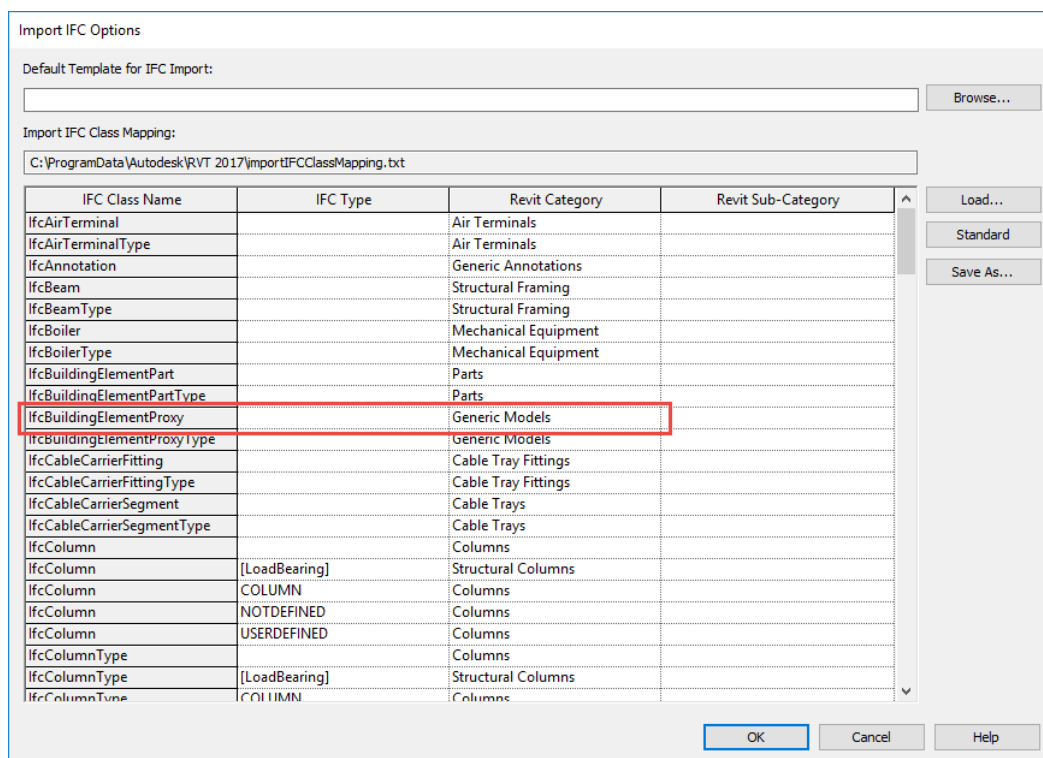 Import IFC Options
Default Template for IFC Import:
Browse...
Import IFC Class Mapping:
C:\ProgramData\Autodesk\RVT 2017\importIFCClassMapping.txt
IFC Class Name IFC Type Revit Category Revit Sub-Category Load...
IfcAirTerminal Air Terminals
IfcAirTerminalType Air Terminals Standard
IfcAnnotation Generic Annotations Save As...
IfcBeam Structural Framing
IfcBeamType Structural Framing
IfcBoiler Mechanical Equipment
IfcBoilerType Mechanical Equipment
IfcBuildingElementPart Parts
IfcBuildingElementPartType Parts
IfcBuildingElementProxy Generic Models
IfcBuildingElementProxyType Generic Models
IfcCableCarrierFitting Cable Tray Fittings
IfcCableCarrierFittingType Cable Tray Fittings
IfcCableCarrierSegment Cable Trays
IfcCableCarrierSegmentType Cable Trays
IfcColumn Columns
IfcColumn [LoadBearing] Structural Columns
IfcColumn COLUMN Columns
IfcColumn NOTDEFINED Columns
IfcColumn USERDEFINED Columns
IfcColumnType Columns
IfcColumnType [LoadBearing] Structural Columns
IfcColumnType COLUMN Columns
OK Cancel Help